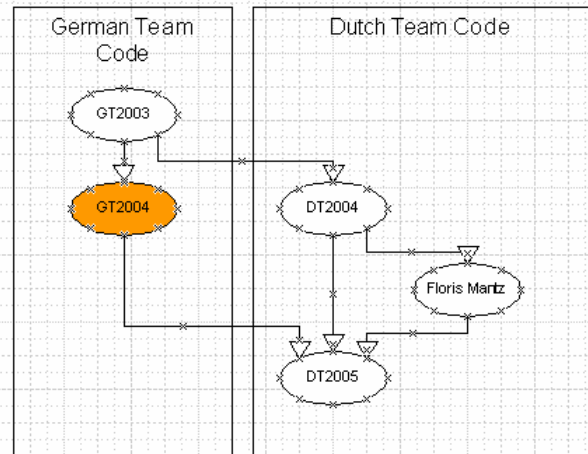 German Team
Code
Dutch Team Code
GT2003
GT2004
DT2004
Floris Mantz
DT2005